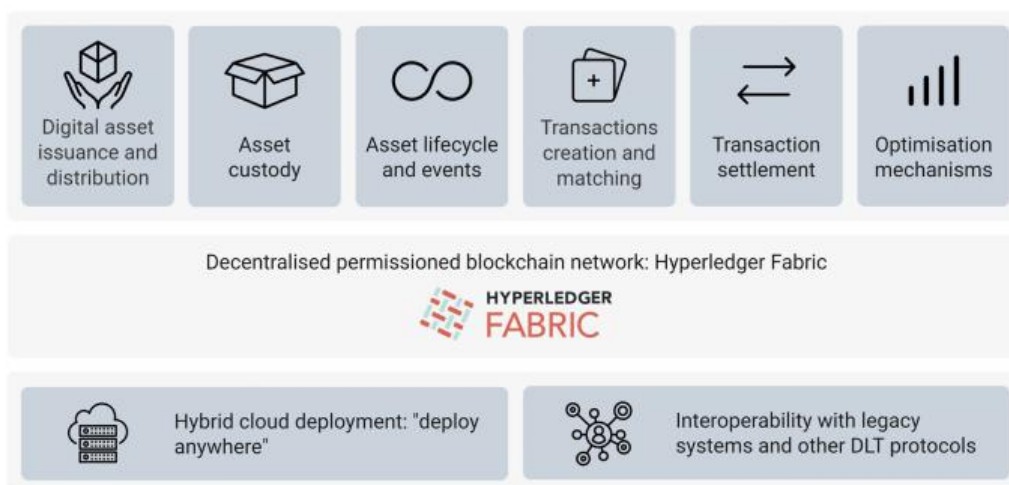 Digital asset
issuance and
distribution
Asset
custody
Asset lifecycle
and events
Transactions
creation and
matching
Transaction
settlement
Optimisation
mechanisms
Decentralised permissioned blockchain network: Hyperledger Fabric
HYPERLEDGER
FABRIC
Hybrid cloud deployment: "deploy
anywhere"
Interoperability with legacy
systems and other DLT protocols